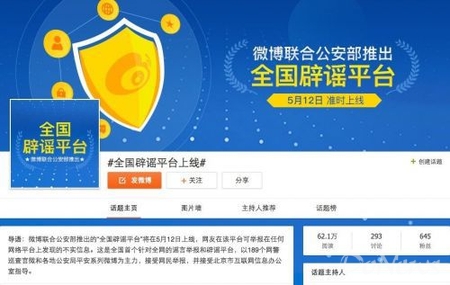 微博联合公安部推出
全国辟谣平台
5月12日 准时上线
全国
辟谣平台
微博联合公安部推出
#全国辟谣平台上线#
+ 创建话题
发微博
+ 关注
分享
话题主页
图片墙
主持人推荐
话题榜
导语：微博联合公安部推出的"全国辟谣平台"将在5月12日上线，网友在该平台可举报在任何
网络平台上发现的不实信息。这是全国首个针对全网的谣言举报和辟谣平台，以189个网警
巡查官微和各地公安局平安系列微博为主力，接受网民举报，并接受北京市互联网信息办公
室指导。
62.1万
阅读
293
讨论
645
粉丝
话题主持人